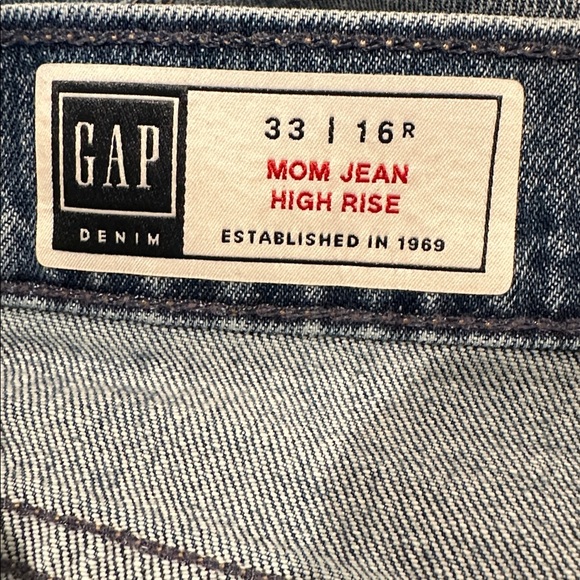 GAP
DENIM
33 | 16R
MOM JEAN
HIGH RISE
ESTABLISHED IN 1969